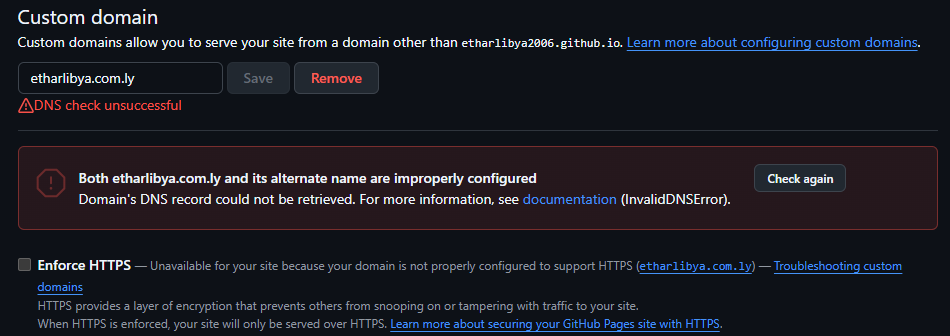 Custom domain
Custom domains allow you to serve your site from a domain other than etharlibya2006.github.io. Learn more about configuring custom domains.
etharlibya.com.ly Save Remove
DNS check unsuccessful
Both etharlibya.com.ly and its alternate name are improperly configured
Domain's DNS record could not be retrieved. For more information, see documentation (InvalidDNSError).
Check again
Enforce HTTPS — Unavailable for your site because your domain is not properly configured to support HTTPS (etharlibya.com.ly) — Troubleshooting custom
domains
HTTPS provides a layer of encryption that prevents others from snooping on or tampering with traffic to your site.
When HTTPS is enforced, your site will only be served over HTTPS. Learn more about securing your GitHub Pages site with HTTPS.